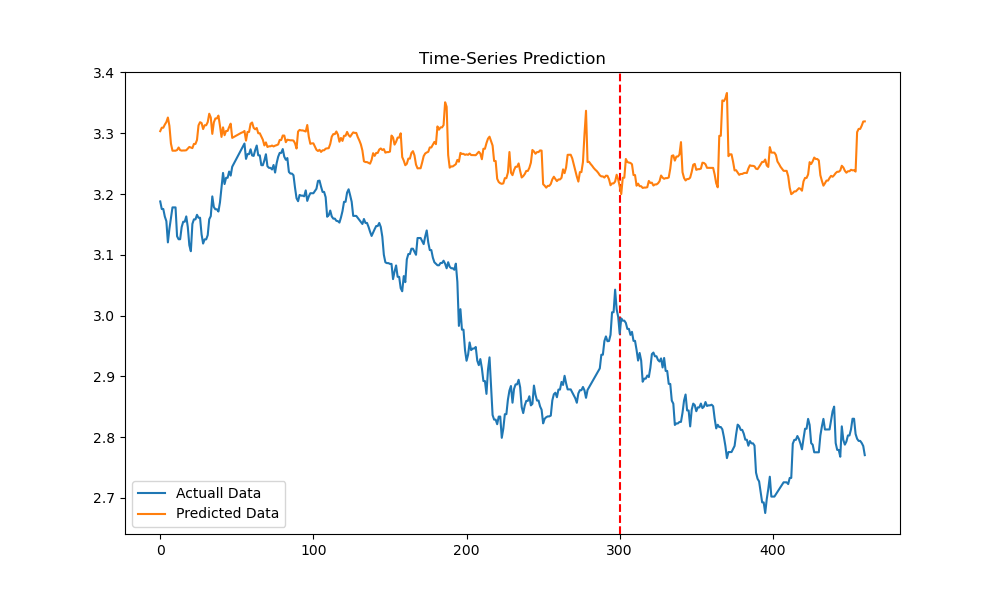 Time-Series Prediction
3.4
3.3
3.2
3.1
3.0
2.9
2.8
2.7
Actuall Data
Predicted Data
0 100 200 300 400